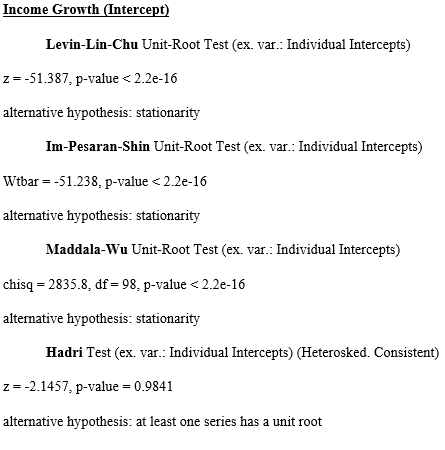 Income Growth (Intercept)
Levin-Lin-Chu Unit-Root Test (ex. var.: Individual Intercepts)
z = -51.387, p-value < 2.2e-16
alternative hypothesis: stationarity
Im-Pesaran-Shin Unit-Root Test (ex. var.: Individual Intercepts)
Wtbar = -51.238, p-value < 2.2e-16
alternative hypothesis: stationarity
Maddala-Wu Unit-Root Test (ex. var.: Individual Intercepts)
chisq = 2835.8, df = 98, p-value < 2.2e-16
alternative hypothesis: stationarity
Hadri Test (ex. var.: Individual Intercepts) (Heterosked. Consistent)
z = -2.1457, p-value = 0.9841
alternative hypothesis: at least one series has a unit root